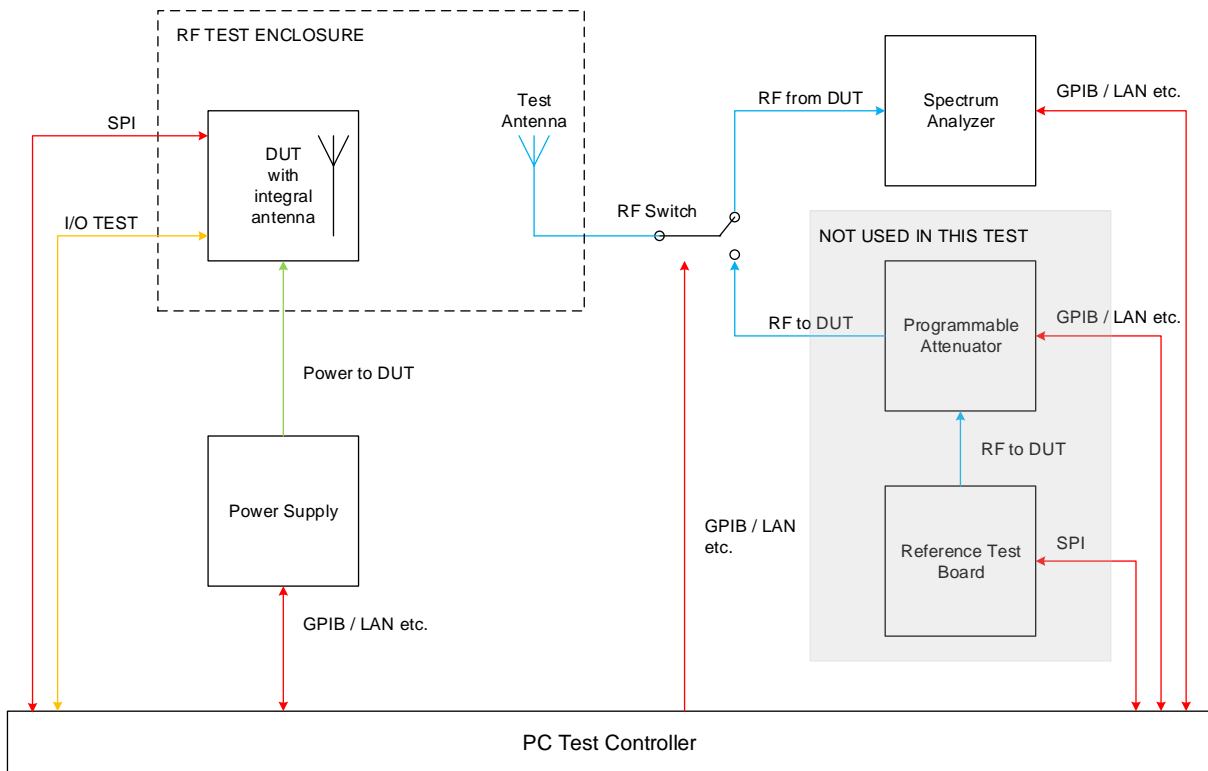 RF TEST ENCLOSURE
SPI
DUT
with
integral
antenna
I/O TEST
Test
Antenna
RF from DUT
Spectrum
Analyzer
GPIB / LAN etc.
RF Switch
NOT USED IN THIS TEST
RF to DUT
Programmable
Attenuator
GPIB / LAN etc.
Power to DUT
RF to DUT
Power Supply
GPIB / LAN
etc.
Reference Test
Board
SPI
GPIB / LAN etc.
PC Test Controller